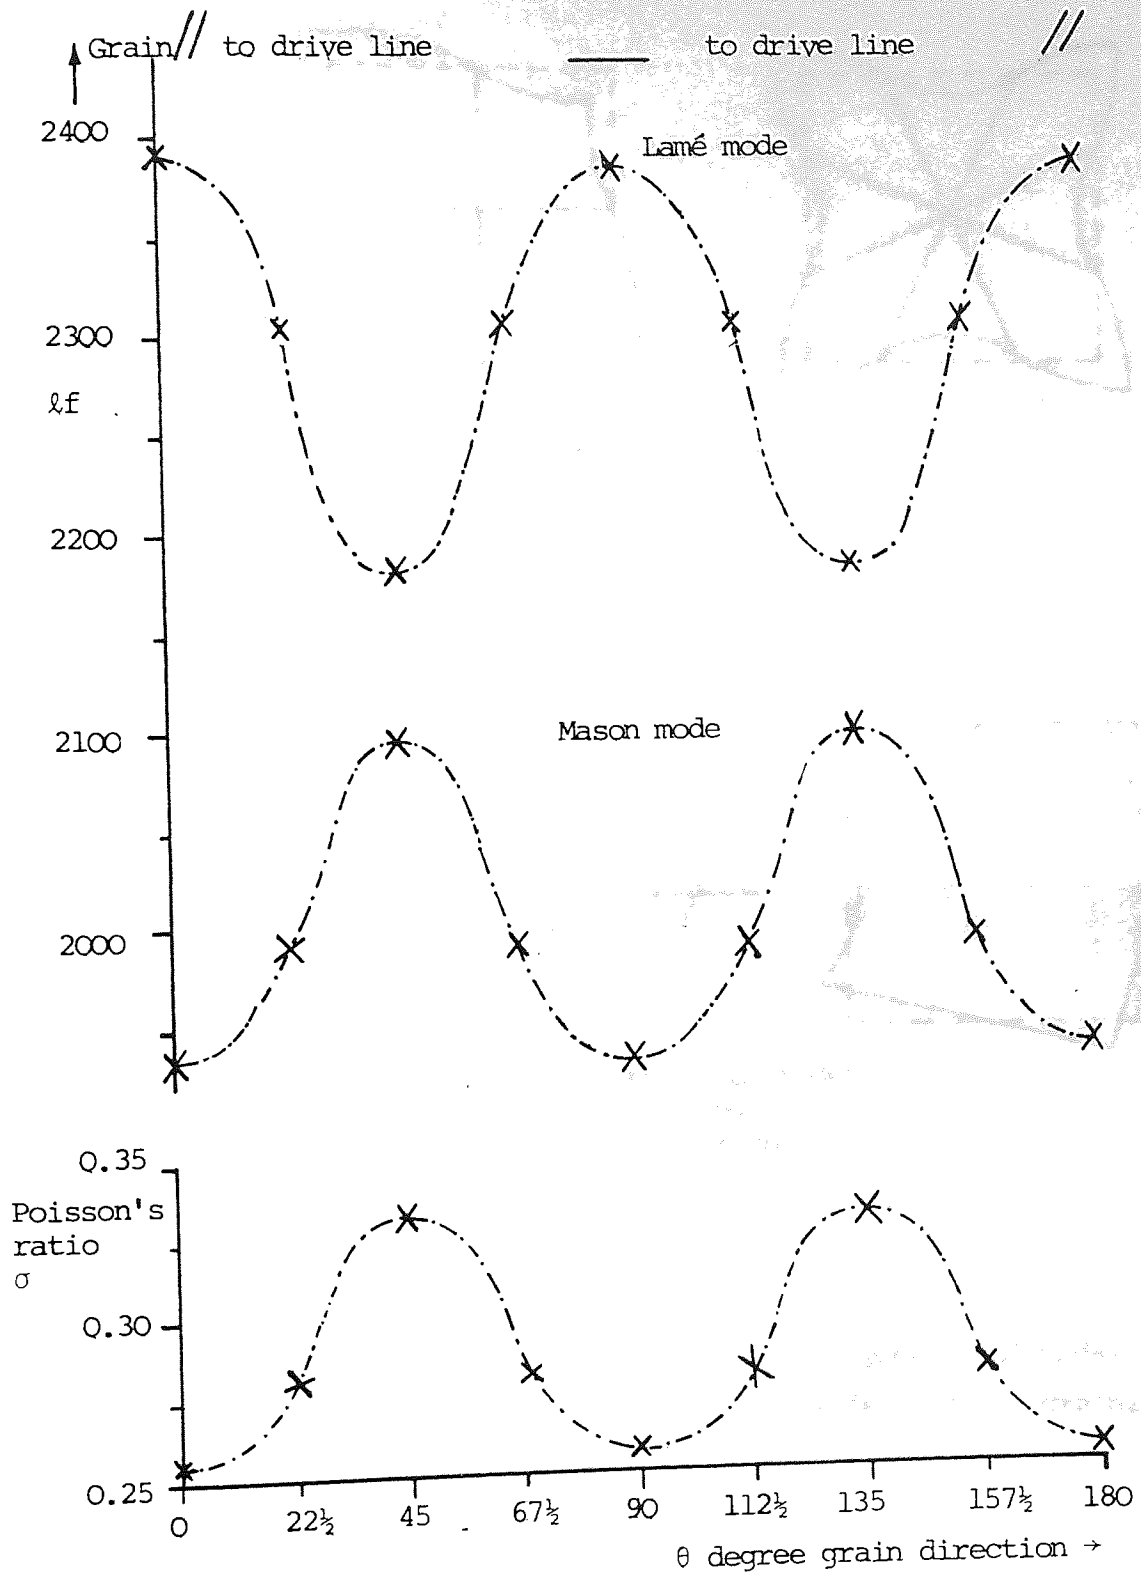 Grain // to drive line ___ to drive line //
2400
Lamé mode
2300
ℓf
2200
2100
Mason mode
2000
0.35
Poisson's
ratio
σ
0.30
0.25
0 22½ 45 67½ 90 112½ 135 157½ 180
θ degree grain direction →